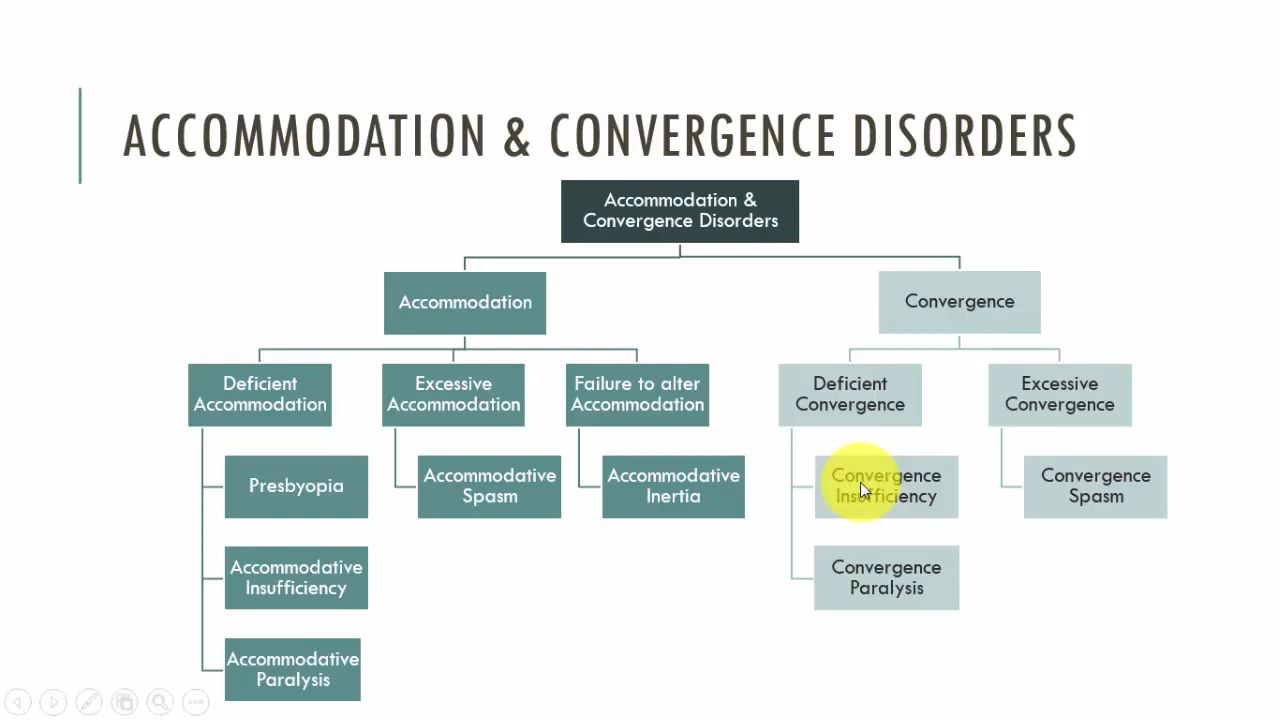 ACCOMMODATION & CONVERGENCE DISORDERS
Accommodation &
Convergence Disorders
Accommodation
Convergence
Deficient
Accommodation
Excessive
Accommodation
Failure to alter
Accommodation
Deficient
Convergence
Excessive
Convergence
Presbyopia
Accommodative
Spasm
Accommodative
Inertia
Convergence
Insufficiency
Convergence
Spasm
Accommodative
Insufficiency
Convergence
Paralysis
Accommodative
Paralysis